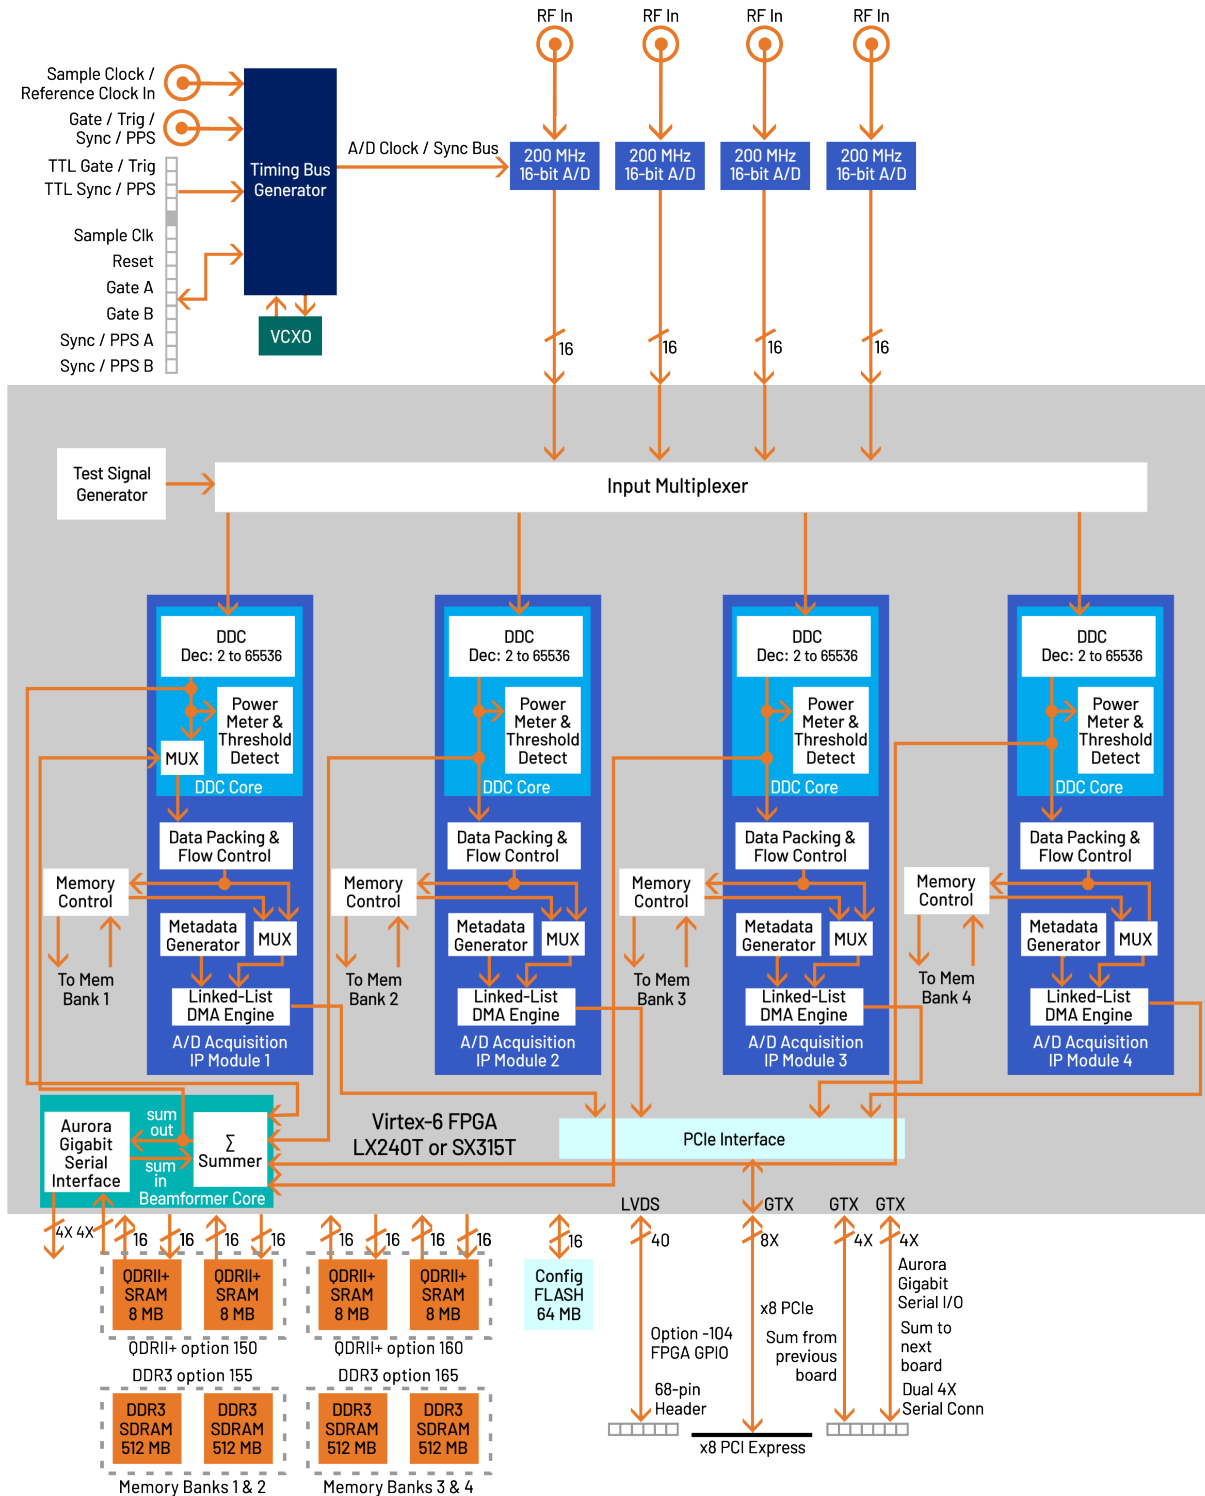 RF In
RF In
RF In
RF In
Sample Clock /
Reference Clock In
Gate / Trig /
Sync / PPS
TTL Gate / Trig
TTL Sync / PPS
Sample Clk
Reset
Gate A
Gate B
Sync / PPS A
Sync / PPS B
Timing Bus
Generator
VCXO
A/D Clock / Sync Bus
200 MHz
16-bit A/D
200 MHz
16-bit A/D
200 MHz
16-bit A/D
200 MHz
16-bit A/D
16
16
16
16
Test Signal
Generator
Input Multiplexer
DDC
Dec: 2 to 65536
Power
Meter &
Threshold
Detect
MUX
DDC Core
Data Packing &
Flow Control
Memory
Control
Metadata
Generator
MUX
To Mem
Bank 1
Linked-List
DMA Engine
A/D Acquisition
IP Module 1
DDC
Dec: 2 to 65536
Power
Meter &
Threshold
Detect
DDC Core
Data Packing &
Flow Control
Memory
Control
Metadata
Generator
MUX
To Mem
Bank 2
Linked-List
DMA Engine
A/D Acquisition
IP Module 2
DDC
Dec: 2 to 65536
Power
Meter &
Threshold
Detect
DDC Core
Data Packing &
Flow Control
Memory
Control
Metadata
Generator
MUX
To Mem
Bank 3
Linked-List
DMA Engine
A/D Acquisition
IP Module 3
DDC
Dec: 2 to 65536
Power
Meter &
Threshold
Detect
DDC Core
Data Packing &
Flow Control
Memory
Control
Metadata
Generator
MUX
To Mem
Bank 4
Linked-List
DMA Engine
A/D Acquisition
IP Module 4
Aurora
Gigabit
Serial
Interface
sum
out
sum
in
Σ
Summer
Beamformer Core
Virtex-6 FPGA
LX240T or SX315T
PCIe Interface
LVDS
GTX
GTX
GTX
4X
4X
16
16
16
16
16
16
16
16
16
40
8X
4X
4X
QDRII+
SRAM
8 MB
QDRII+
SRAM
8 MB
QDRII+
SRAM
8 MB
QDRII+
SRAM
8 MB
Config
FLASH
64 MB
QDRII+ option 150
QDRII+ option 160
DDR3 option 155
DDR3 option 165
DDR3
SDRAM
512 MB
DDR3
SDRAM
512 MB
DDR3
SDRAM
512 MB
DDR3
SDRAM
512 MB
Memory Banks 1 & 2
Memory Banks 3 & 4
Option -104
FPGA GPIO
68-pin
Header
x8 PCIe
x8 PCI Express
Sum from
previous
board
Aurora
Gigabit
Serial I/O
Sum to
next
board
Dual 4X
Serial Conn